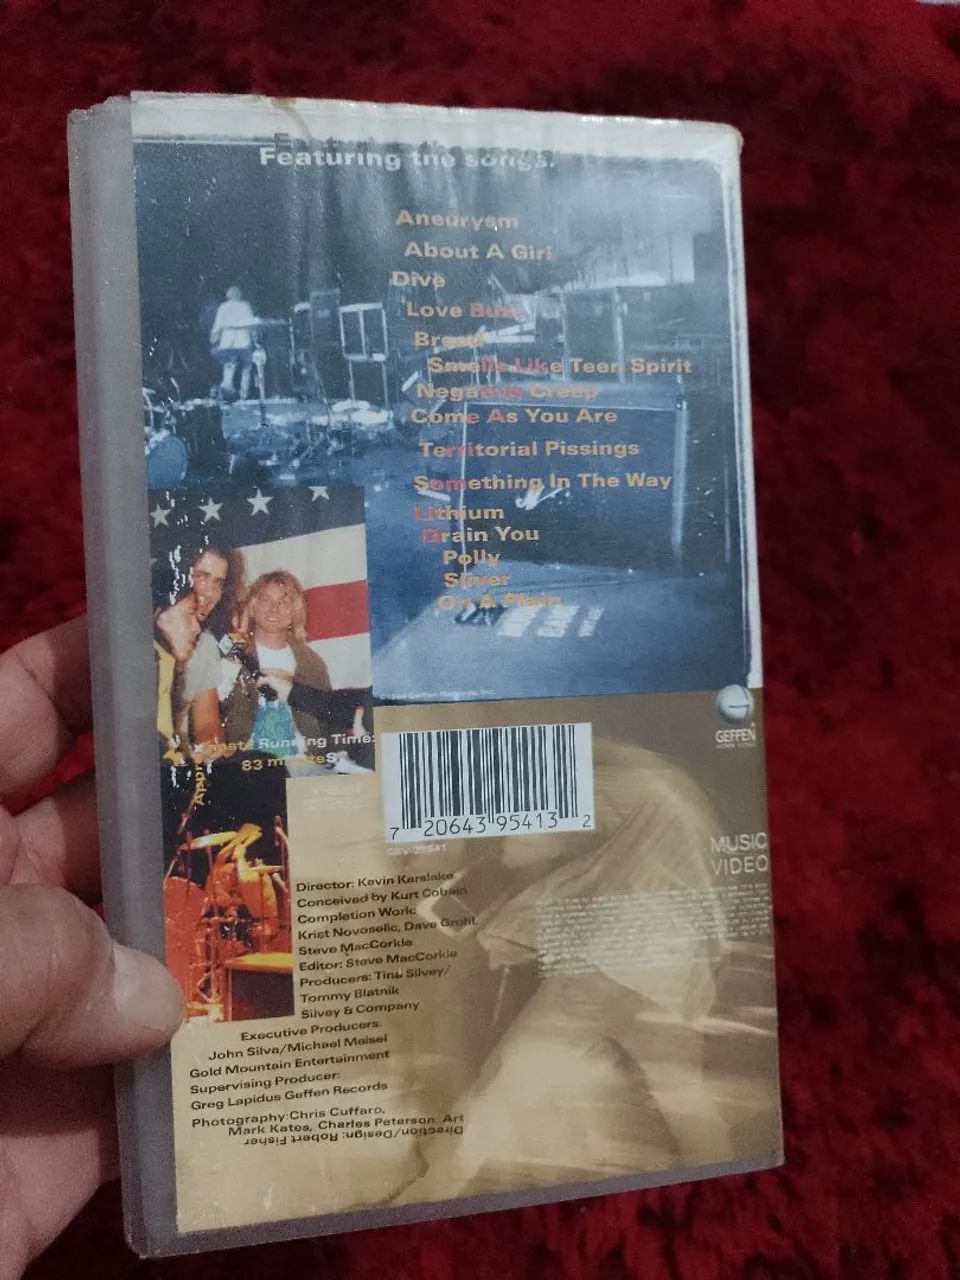 Featuring the songs:
Aneurysm
About A Girl
Dive
Love Buzz
Breed
Smells Like Teen Spirit
Negative Creep
Come As You Are
Territorial Pissings
Something In The Way
Lithium
Drain You
Polly
Sliver
On A Plain
Geffen Records, Inc.
GEFFEN
HOME VIDEO
Running Time:
83 minutes
7 20643 95413 2
MUSIC
VIDEO
Director: Kevin Kerslake
Conceived by Kurt Cobain
Completion Work:
Krist Novoselic, Dave Grohl,
Steve MacCorkle
Editor: Steve MacCorkle
Producers: Tina Silvey/
Tommy Blatnik
Silvey & Company
Executive Producers:
John Silva/Michael Meisel
Gold Mountain Entertainment
Supervising Producer:
Greg Lapidus Geffen Records
Photography:Chris Cuffaro,
Mark Kates, Charles Peterson, Art
Direction/Design: Robert Fisher